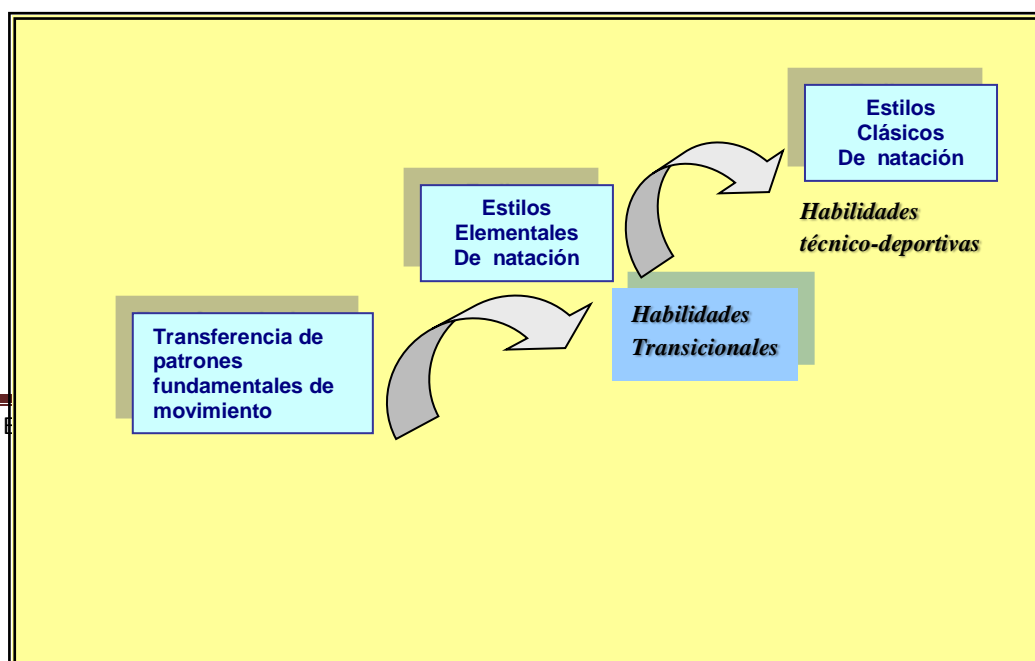 Estilos
Clásicos
De natación
Habilidades
técnico-deportivas
Estilos
Elementales
De natación
Habilidades
Transicionales
Transferencia de
patrones
fundamentales de
movimiento